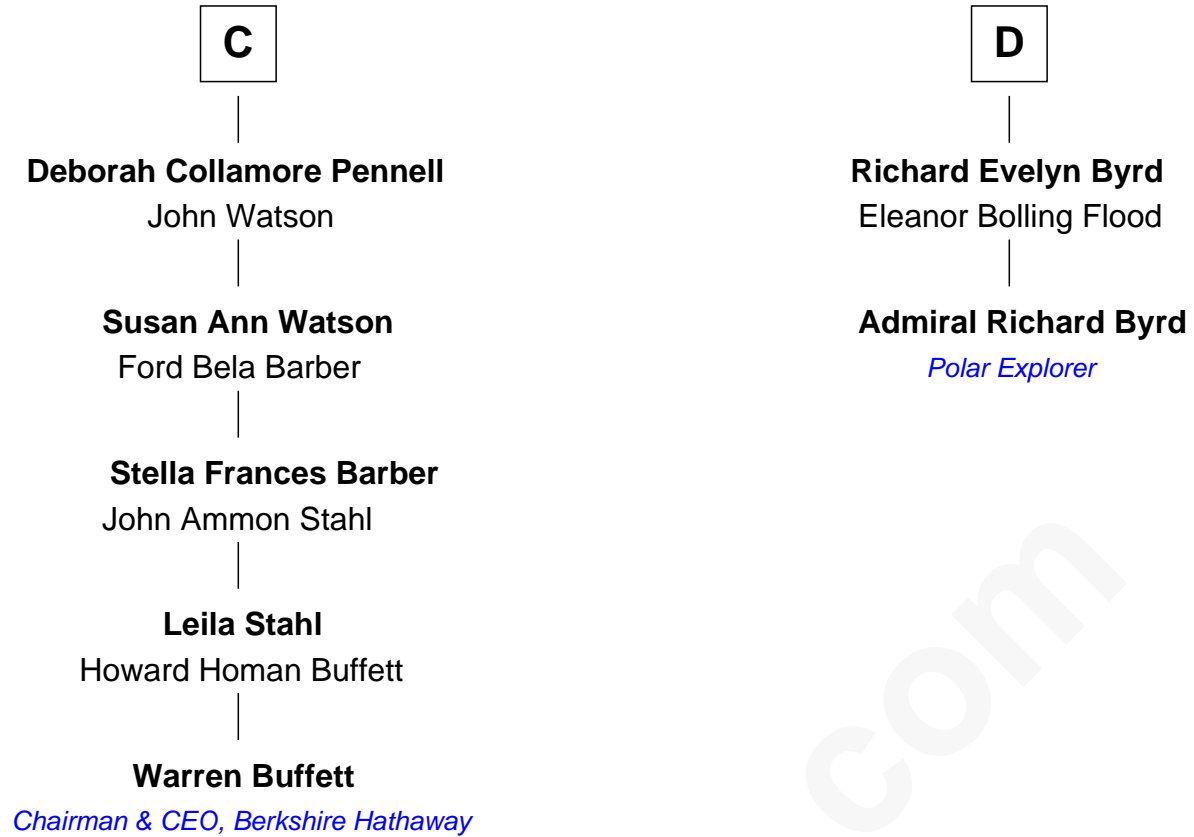 C
Deborah Collamore Pennell
John Watson
Susan Ann Watson
Ford Bela Barber
Stella Frances Barber
John Ammon Stahl
Leila Stahl
Howard Homan Buffett
Warren Buffett
Chairman & CEO, Berkshire Hathaway
D
Richard Evelyn Byrd
Eleanor Bolling Flood
Admiral Richard Byrd
Polar Explorer
com